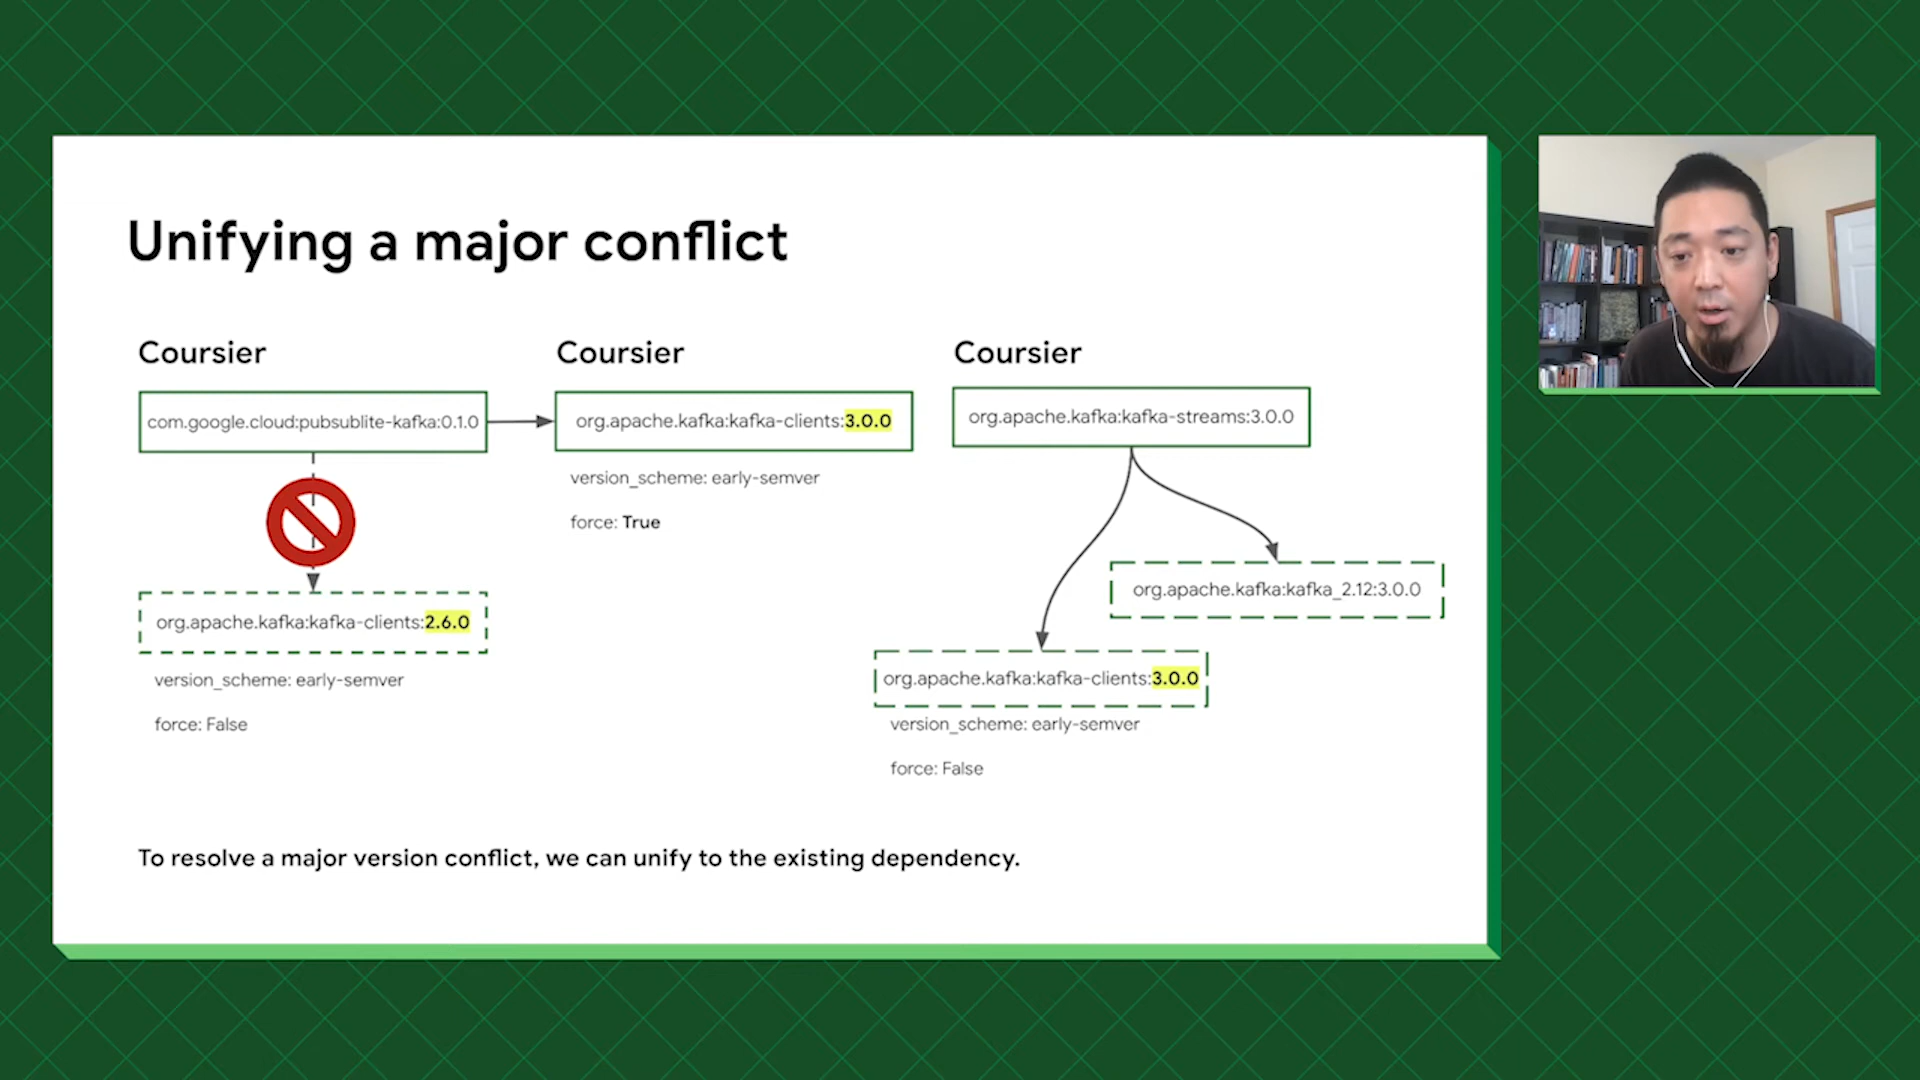 Unifying a major conflict
Coursier
com.google.cloud:pubsublite-kafka:0.1.0
org.apache.kafka:kafka-clients:2.6.0
version_scheme: early-semver
force: False
Coursier
org.apache.kafka:kafka-clients:3.0.0
version_scheme: early-semver
force: True
Coursier
org.apache.kafka:kafka-streams:3.0.0
org.apache.kafka:kafka_2.12:3.0.0
org.apache.kafka:kafka-clients:3.0.0
version_scheme: early-semver
force: False
To resolve a major version conflict, we can unify to the existing dependency.